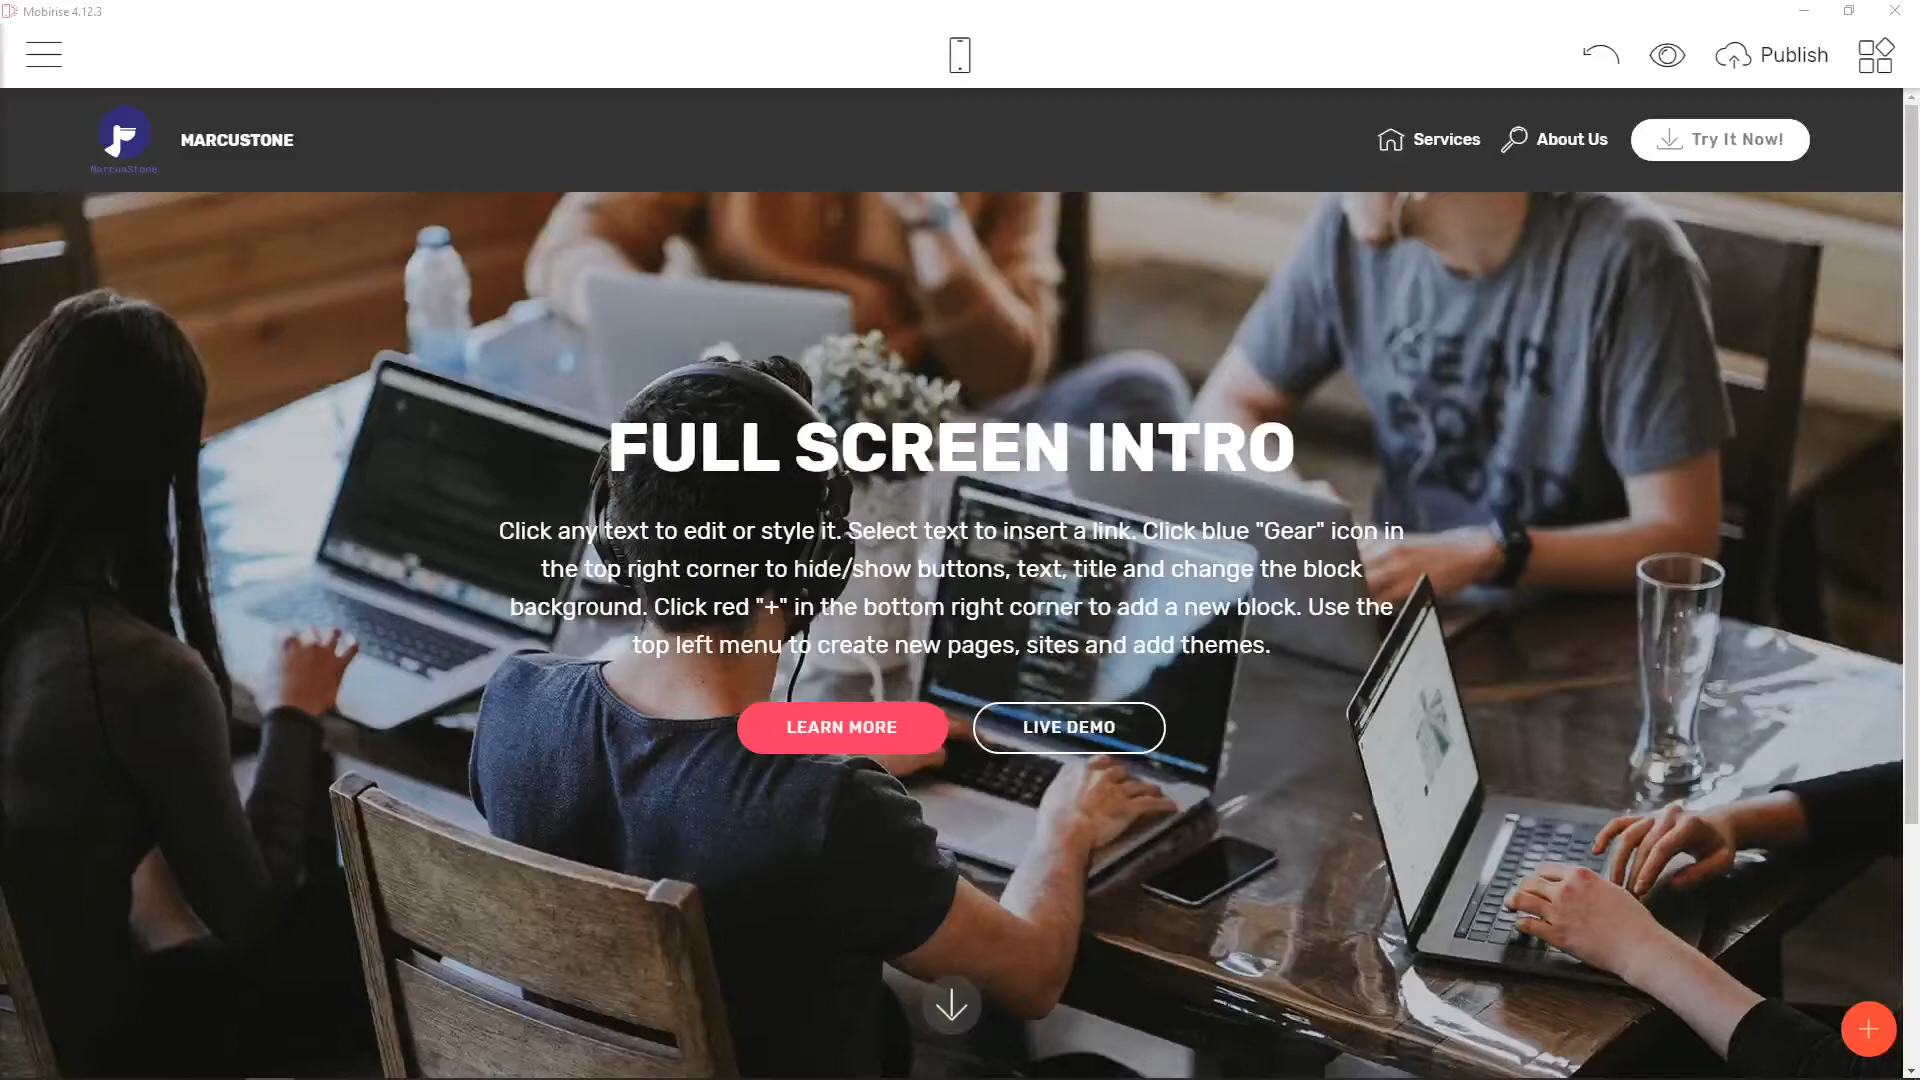 Mobirise 4.12.3
Publish
MarcusStone
MARCUSTONE
Services
About Us
Try It Now!
FULL SCREEN INTRO
Click any text to edit or style it. Select text to insert a link. Click blue "Gear" icon in
the top right corner to hide/show buttons, text, title and change the block
background. Click red "+" in the bottom right corner to add a new block. Use the
top left menu to create new pages, sites and add themes.
LEARN MORE
LIVE DEMO